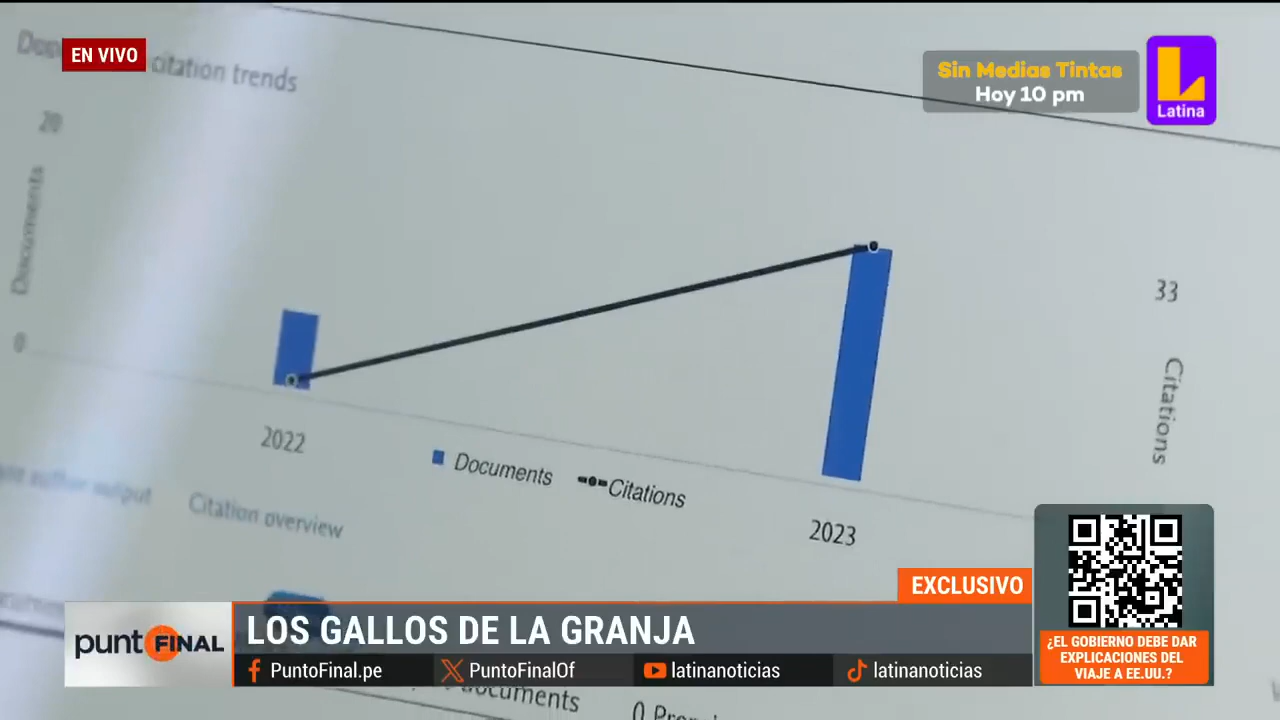 EN VIVO
citation trends
Sin Medias Tintas
Hoy 10 pm
Latina
20
Documents
0
33
Citations
2022
Documents
Citations
2023
author output
Citation overview
EXCLUSIVO
punto FINAL
LOS GALLOS DE LA GRANJA
PuntoFinal.pe
PuntoFinalOf
latinanoticias
latinanoticias
¿EL GOBIERNO DEBE DAR
EXPLICACIONES DEL
VIAJE A EE.UU.?
documents
0